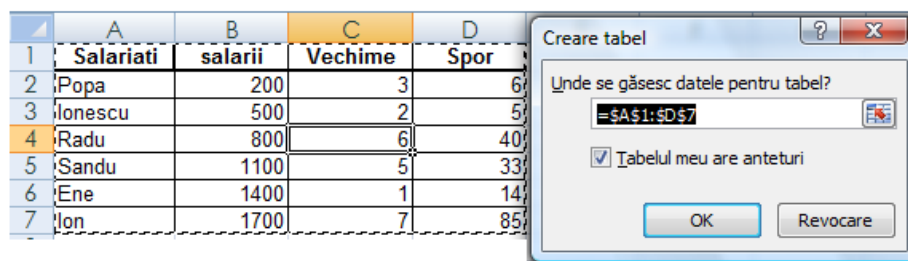 A B C D
1 Salariati salarii Vechime Spor
2 Popa 200 3 6
3 Ionescu 500 2 5
4 Radu 800 6 40
5 Sandu 1100 5 33
6 Ene 1400 1 14
7 Ion 1700 7 85
Creare tabel
Unde se găsesc datele pentru tabel?
=$A$1:$D$7
Tabelul meu are anteturi
OK Revocare